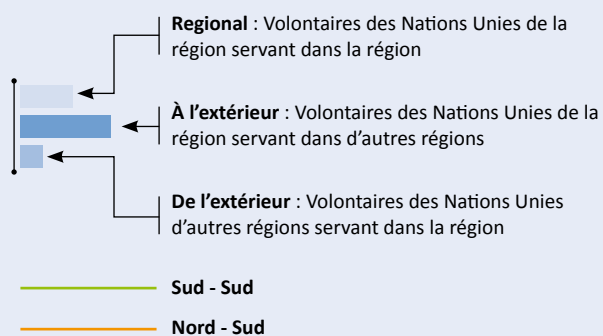 Regional : Volontaires des Nations Unies de la
région servant dans la région
À l’extérieur : Volontaires des Nations Unies de la
région servant dans d’autres régions
De l’extérieur : Volontaires des Nations Unies
d’autres régions servant dans la région
Sud - Sud
Nord - Sud